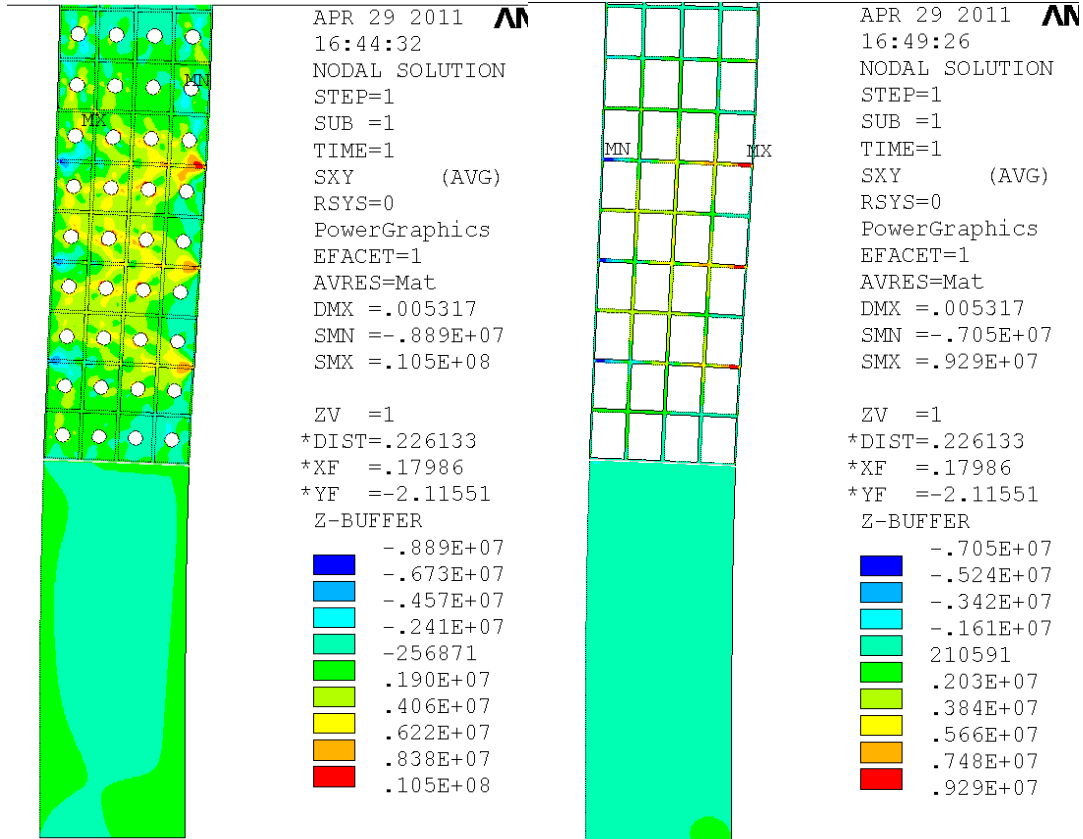 APR 29 2011
16:44:32
NODAL SOLUTION
STEP=1
SUB =1
TIME=1
SXY (AVG)
RSYS=0
PowerGraphics
EFACET=1
AVRES=Mat
DMX =.005317
SMN=-.889E+07
SMX =.105E+08
ZV =1
*DIST=.226133
*XF =.17986
*YF =-2.11551
Z-BUFFER
-.889E+07
-.673E+07
-.457E+07
-.241E+07
-256871
.190E+07
.406E+07
.622E+07
.838E+07
.105E+08
MN
MX
APR 29 2011
16:49:26
NODAL SOLUTION
STEP=1
SUB =1
TIME=1
SXY (AVG)
RSYS=0
PowerGraphics
EFACET=1
AVRES=Mat
DMX =.005317
SMN =-.705E+07
SMX =.929E+07
ZV =1
*DIST=.226133
*XF =.17986
*YF =-2.11551
Z-BUFFER
-.705E+07
-.524E+07
-.342E+07
-.161E+07
210591
.203E+07
.384E+07
.566E+07
.748E+07
.929E+07
MN
MX